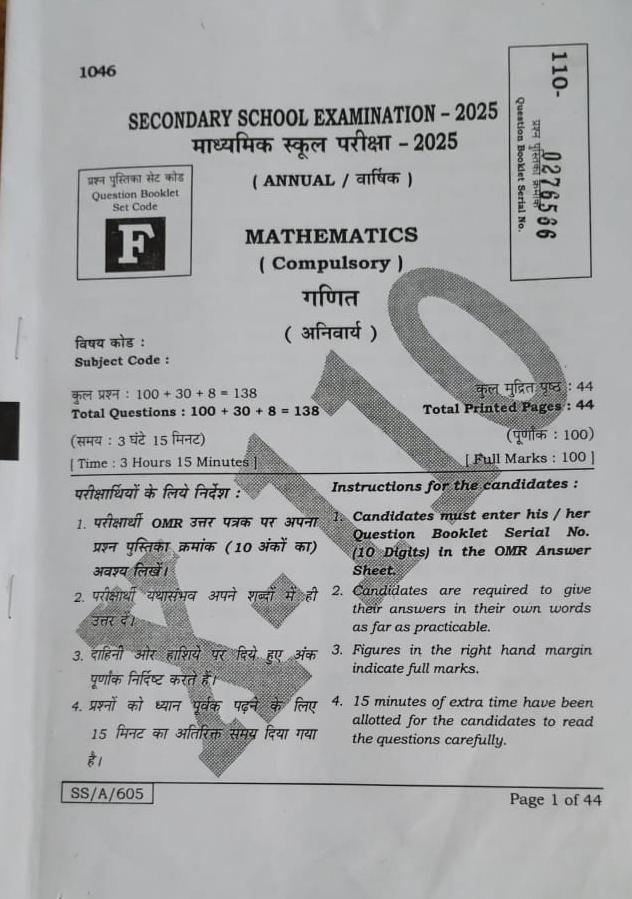 1046
110-
प्रश्न पुस्तिका क्रमांक
0276586
Question Booklet Serial No.
SECONDARY SCHOOL EXAMINATION – 2025
माध्यमिक स्कूल परीक्षा – 2025
( ANNUAL / वार्षिक )
प्रश्न पुस्तिका सेट कोड
Question Booklet
Set Code
F
MATHEMATICS
( Compulsory )
गणित
( अनिवार्य )
विषय कोड :
Subject Code :
X-110
कुल प्रश्न : 100 + 30 + 8 = 138
Total Questions : 100 + 30 + 8 = 138
(समय : 3 घंटे 15 मिनट)
[ Time : 3 Hours 15 Minutes ]
कुल मुद्रित पृष्ठ : 44
Total Printed Pages : 44
(पूर्णांक : 100)
[ Full Marks : 100 ]
परीक्षार्थियों के लिये निर्देश :
1. परीक्षार्थी OMR उत्तर पत्रक पर अपना
प्रश्न पुस्तिका क्रमांक (10 अंकों का)
अवश्य लिखें।
2. परीक्षार्थी यथासंभव अपने शब्दों में ही
उत्तर दें।
3. दाहिनी ओर हाशिये पर दिये हुए अंक
पूर्णांक निर्दिष्ट करते हैं।
4. प्रश्नों को ध्यान पूर्वक पढ़ने के लिए
15 मिनट का अतिरिक्त समय दिया गया
है।
Instructions for the candidates :
1. Candidates must enter his / her
Question Booklet Serial No.
(10 Digits) in the OMR Answer
Sheet.
2. Candidates are required to give
their answers in their own words
as far as practicable.
3. Figures in the right hand margin
indicate full marks.
4. 15 minutes of extra time have been
allotted for the candidates to read
the questions carefully.
SS/A/605
Page 1 of 44